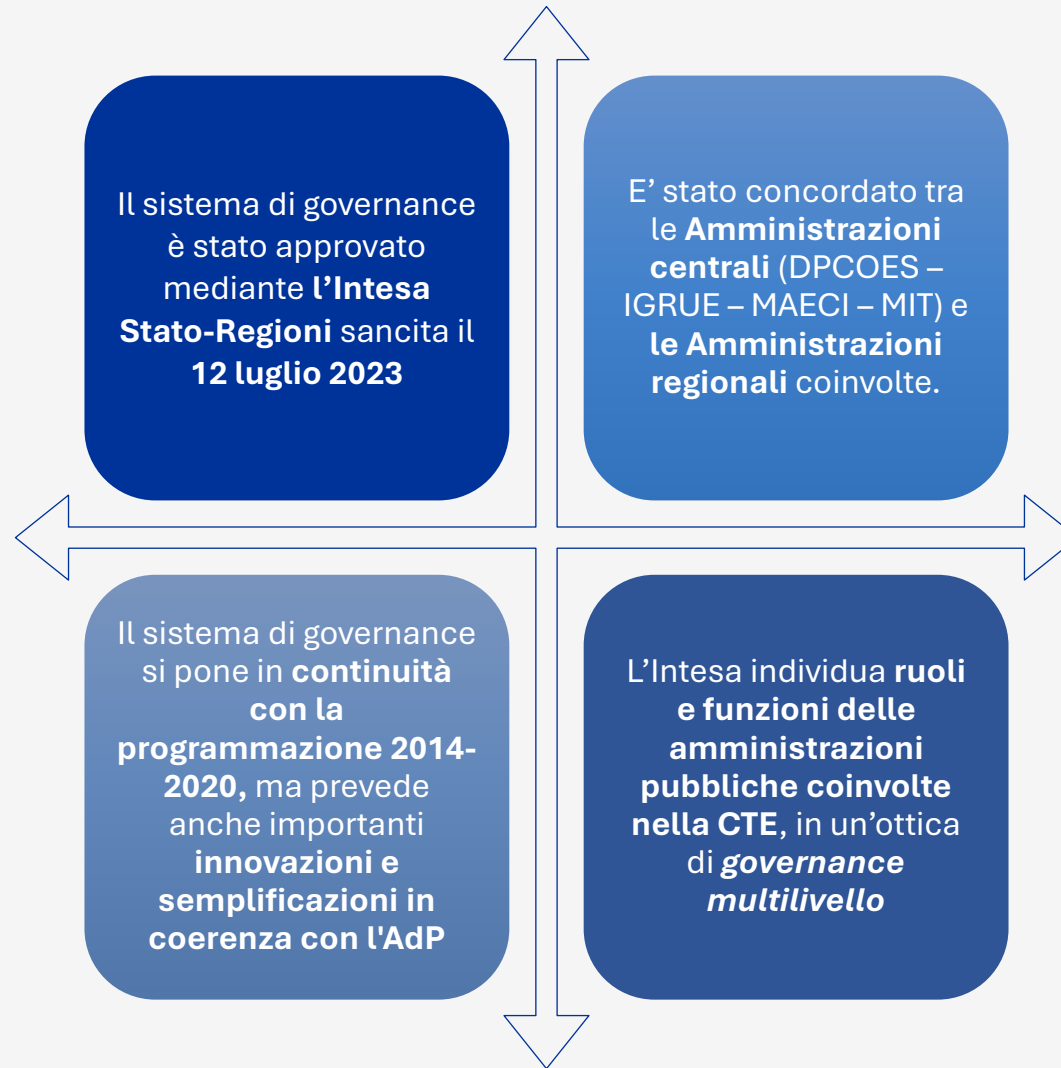 Il sistema di governance
è stato approvato
mediante l’Intesa
Stato-Regioni sancita il
12 luglio 2023
E’ stato concordato tra
le Amministrazioni
centrali (DPCOES –
IGRUE – MAECI – MIT) e
le Amministrazioni
regionali coinvolte.
Il sistema di governance
si pone in continuità
con la
programmazione 2014-
2020, ma prevede
anche importanti
innovazioni e
semplificazioni in
coerenza con l'AdP
L’Intesa individua ruoli
e funzioni delle
amministrazioni
pubbliche coinvolte
nella CTE, in un’ottica
di governance
multilivello